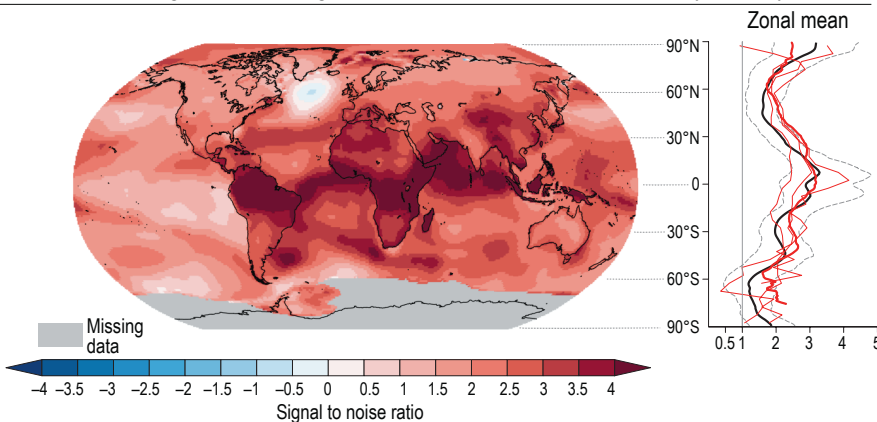 Zonal mean
90°N
60°N
30°N
0
30°S
60°S
90°S
Missing
data
0.5 1 2 3 4 5
–4 –3.5 –3 –2.5 –2 –1.5 –1 –0.5 0 0.5 1 1.5 2 2.5 3 3.5 4
Signal to noise ratio